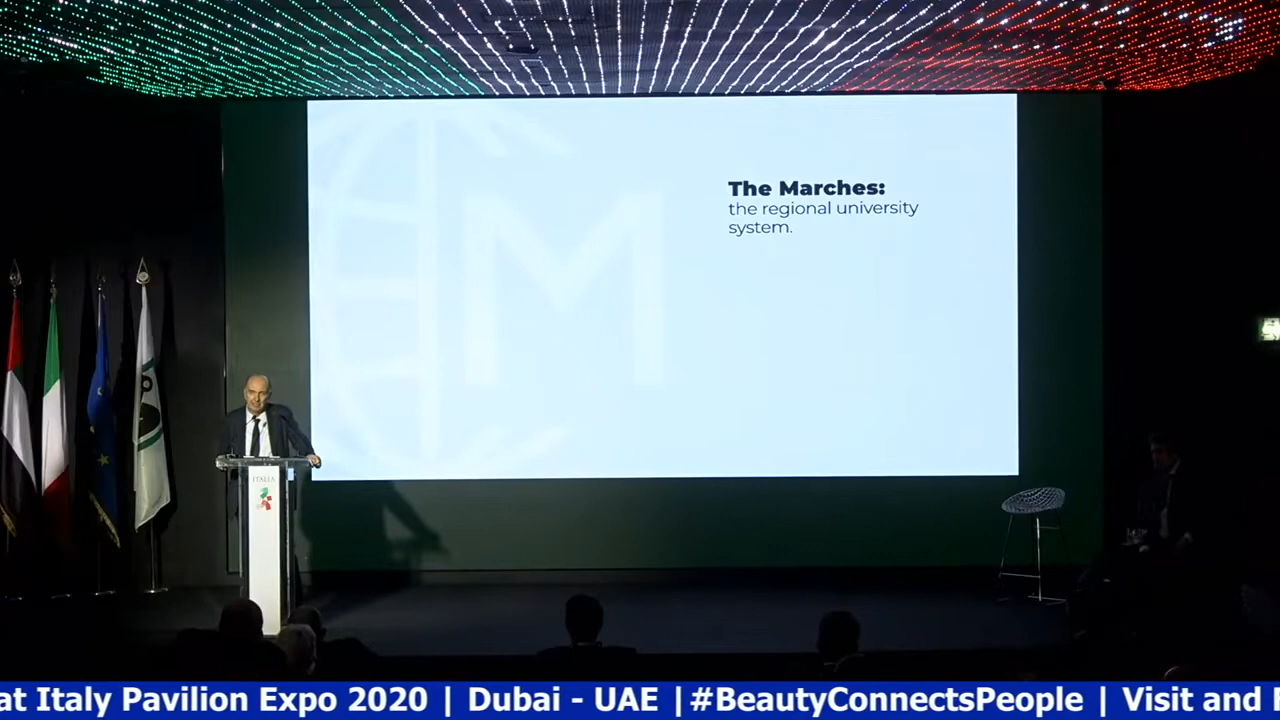 The Marches:
the regional university
system.
M
ITALIA
at Italy Pavilion Expo 2020 | Dubai - UAE |#BeautyConnectsPeople | Visit and